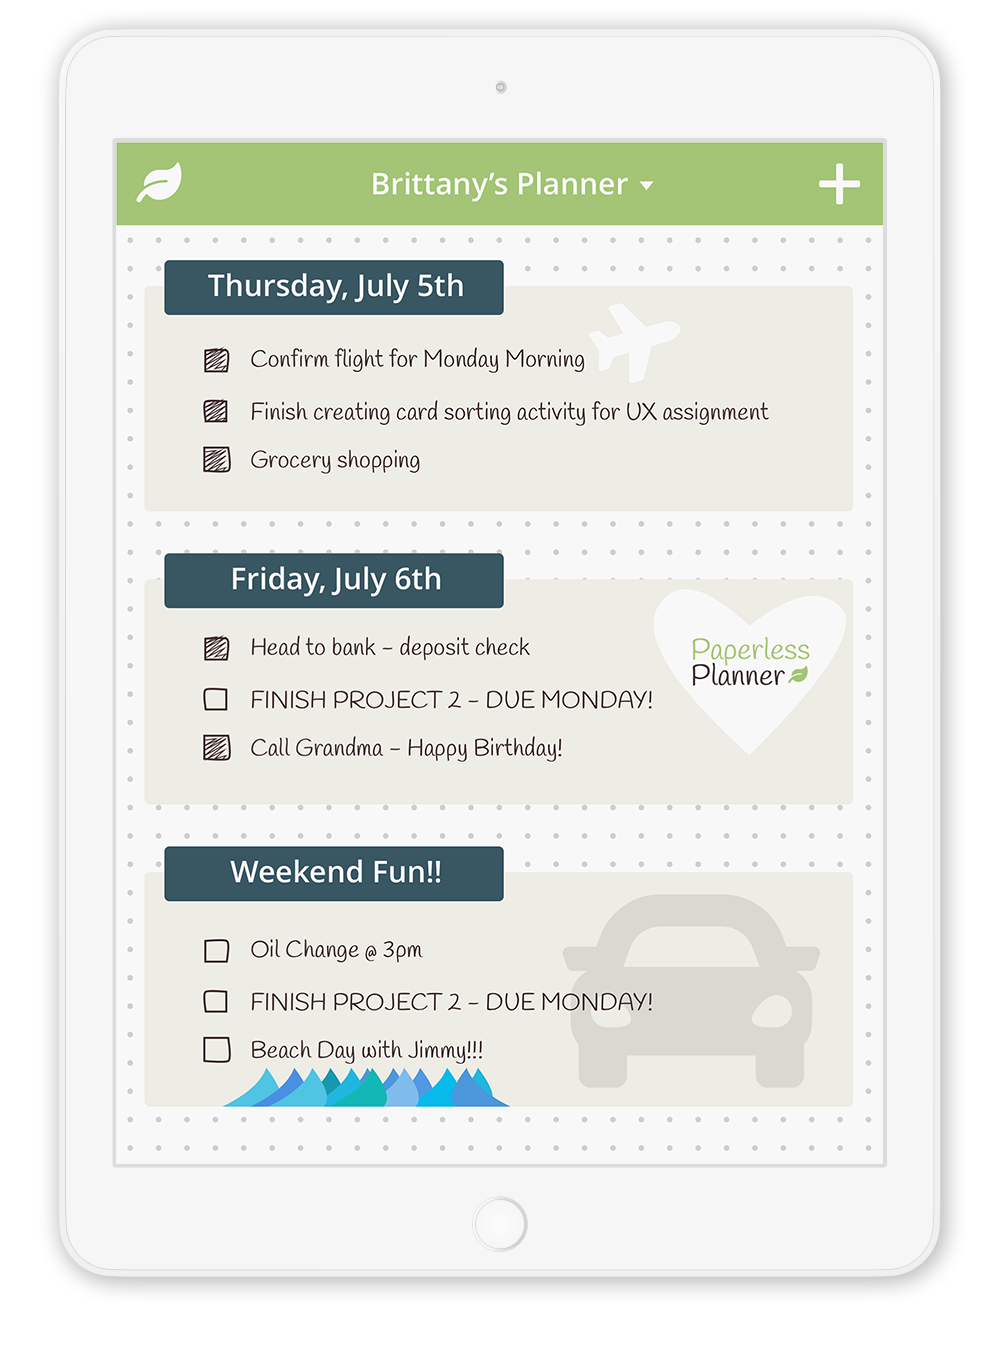 Brittany's Planner
Thursday, July 5th
Confirm flight for Monday Morning
Finish creating card sorting activity for UX assignment
Grocery shopping
Friday, July 6th
Head to bank - deposit check
FINISH PROJECT 2 - DUE MONDAY!
Call Grandma - Happy Birthday!
Paperless
Planner
Weekend Fun!!
Oil Change @ 3pm
FINISH PROJECT 2 - DUE MONDAY!
Beach Day with Jimmy!!!